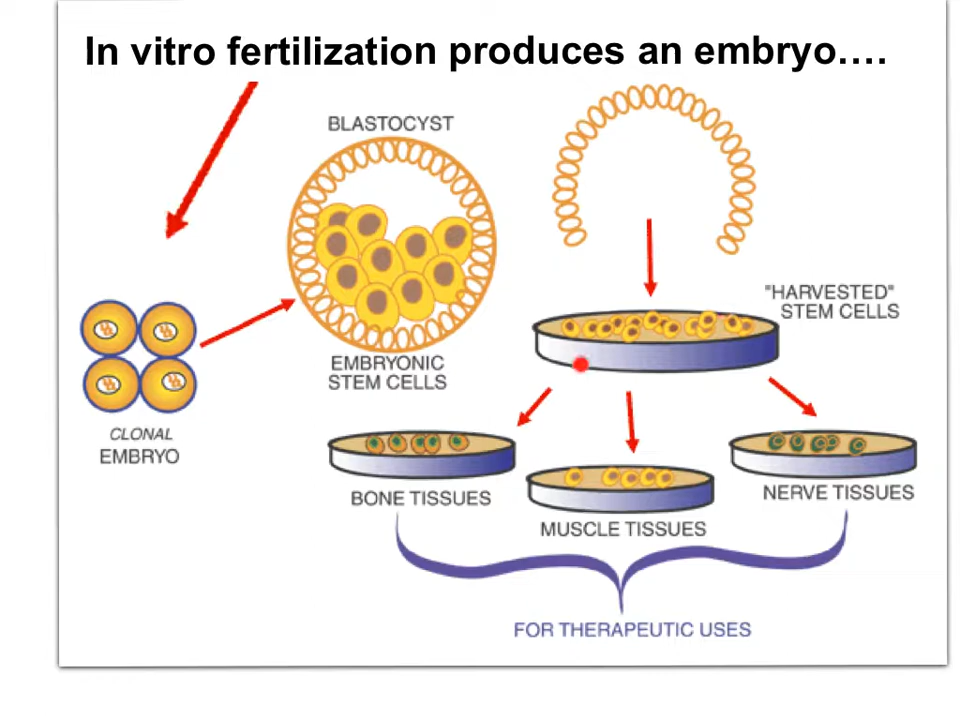 In vitro fertilization produces an embryo….
BLASTOCYST
"HARVESTED"
STEM CELLS
EMBRYONIC
STEM CELLS
CLONAL
EMBRYO
BONE TISSUES
MUSCLE TISSUES
NERVE TISSUES
FOR THERAPEUTIC USES